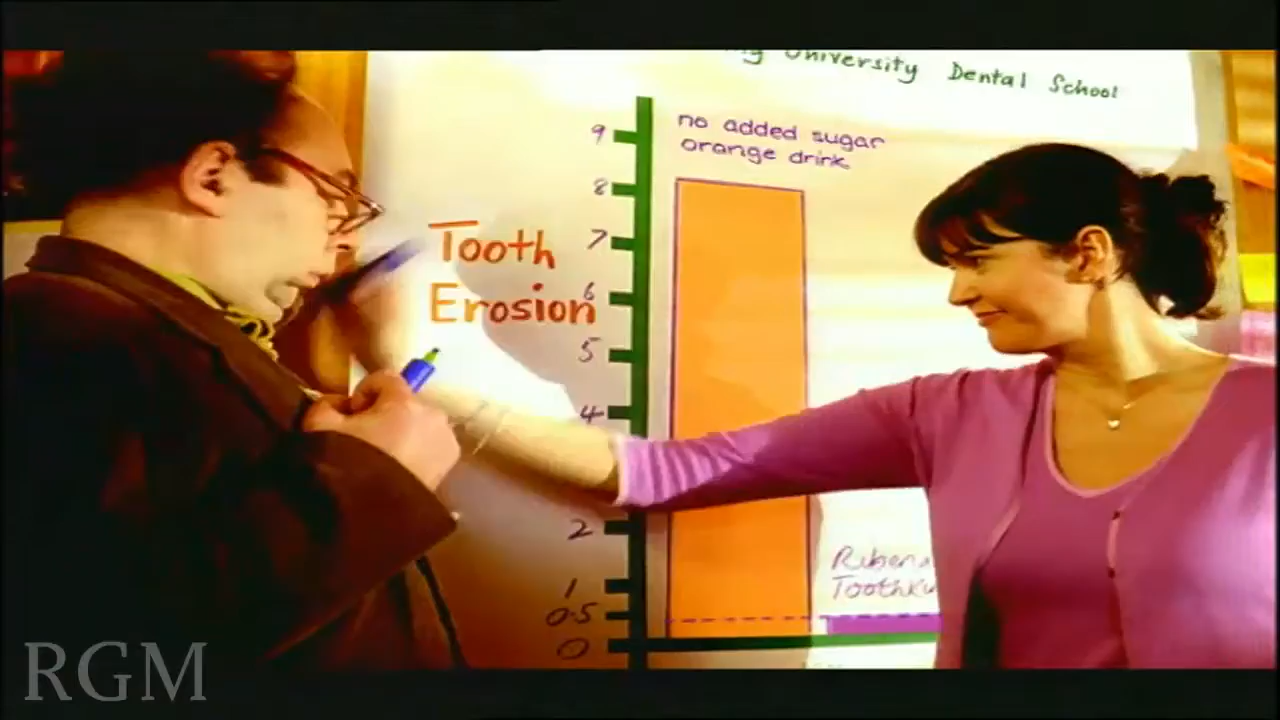 University Dental School
no added sugar
orange drink
Tooth
Erosion
9
8
7
6
5
4
2
1
0.5
0
RGM